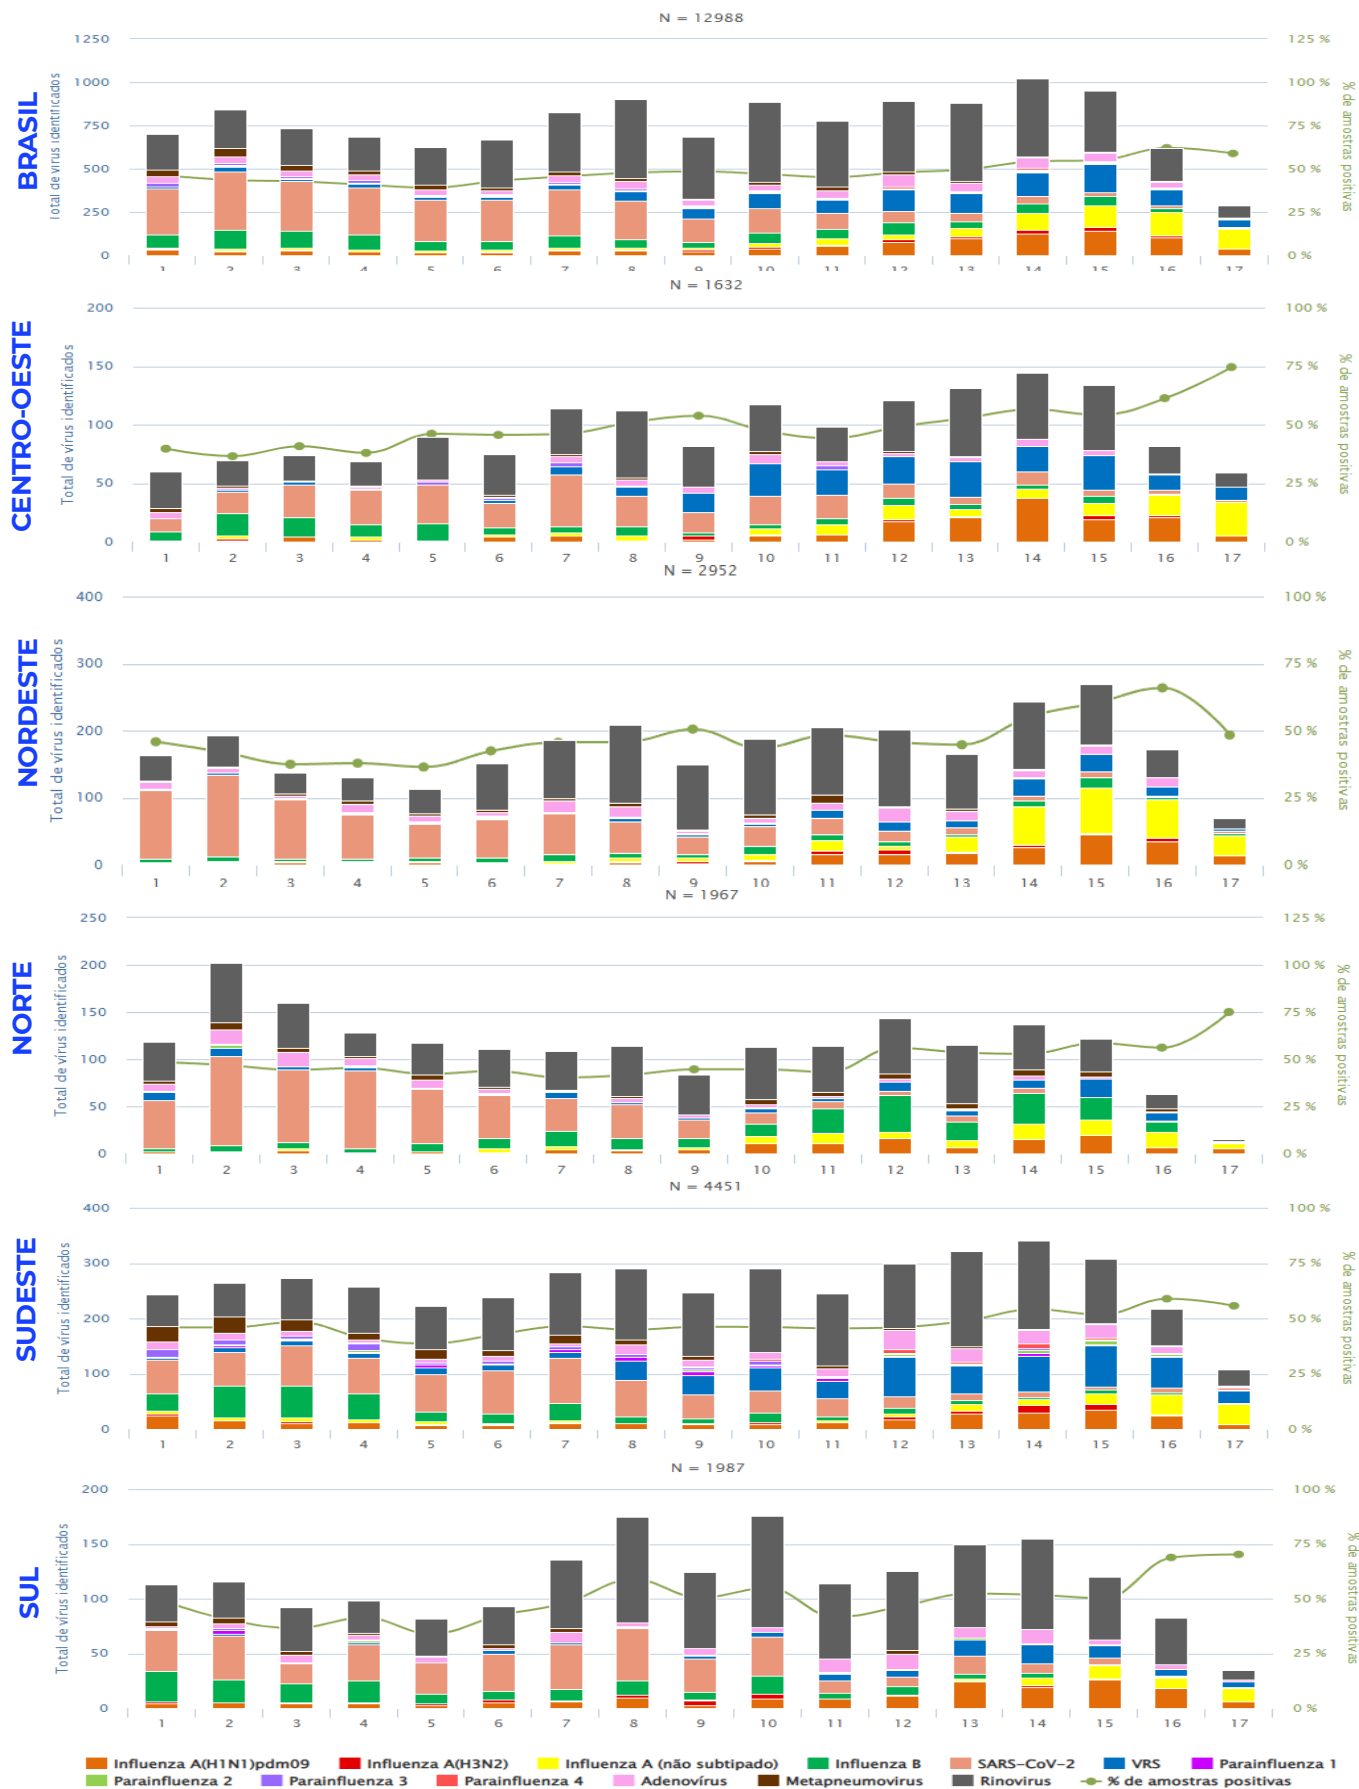 N = 12988
BRASIL
Total de vírus identificados
1250
1000
750
500
250
0
125 %
100 %
75 %
50 %
25 %
0 %
% de amostras positivas
1 2 3 4 5 6 7 8 9 10 11 12 13 14 15 16 17
N = 1632
CENTRO-OESTE
Total de vírus identificados
200
150
100
50
0
100 %
75 %
50 %
25 %
0 %
% de amostras positivas
1 2 3 4 5 6 7 8 9 10 11 12 13 14 15 16 17
N = 2952
NORDESTE
Total de vírus identificados
400
300
200
100
0
100 %
75 %
50 %
25 %
0 %
% de amostras positivas
1 2 3 4 5 6 7 8 9 10 11 12 13 14 15 16 17
N = 1967
NORTE
Total de vírus identificados
250
200
150
100
50
0
125 %
100 %
75 %
50 %
25 %
0 %
% de amostras positivas
1 2 3 4 5 6 7 8 9 10 11 12 13 14 15 16 17
N = 4451
SUDESTE
Total de vírus identificados
400
300
200
100
0
100 %
75 %
50 %
25 %
0 %
% de amostras positivas
1 2 3 4 5 6 7 8 9 10 11 12 13 14 15 16 17
N = 1987
SUL
Total de vírus identificados
200
150
100
50
0
100 %
75 %
50 %
25 %
0 %
% de amostras positivas
1 2 3 4 5 6 7 8 9 10 11 12 13 14 15 16 17
Influenza A(H1N1)pdm09 Influenza A(H3N2) Influenza A (não subtipado) Influenza B SARS-CoV-2 VRS Parainfluenza 1
Parainfluenza 2 Parainfluenza 3 Parainfluenza 4 Adenovírus Metapneumovirus Rinovirus % de amostras positivas